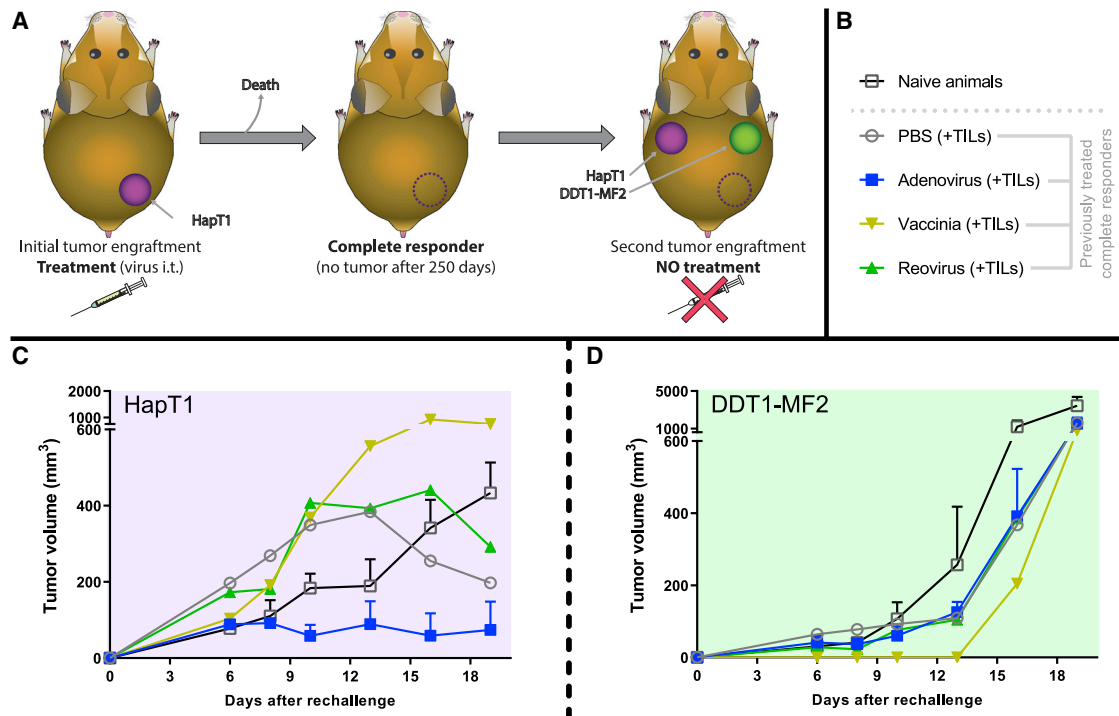 A
Death
HapT1
Initial tumor engraftment
Treatment (virus i.t.)
Complete responder
(no tumor after 250 days)
HapT1
DDT1-MF2
Second tumor engraftment
NO treatment
B
Naive animals
PBS (+TILs)
Adenovirus (+TILs)
Vaccinia (+TILs)
Reovirus (+TILs)
Previously treated
complete responders
C
HapT1
Tumor volume (mm³)
2000
1000
600
400
200
0
0 3 6 9 12 15 18
Days after rechallenge
D
DDT1-MF2
Tumor volume (mm³)
5000
1000
600
400
200
0
0 3 6 9 12 15 18
Days after rechallenge